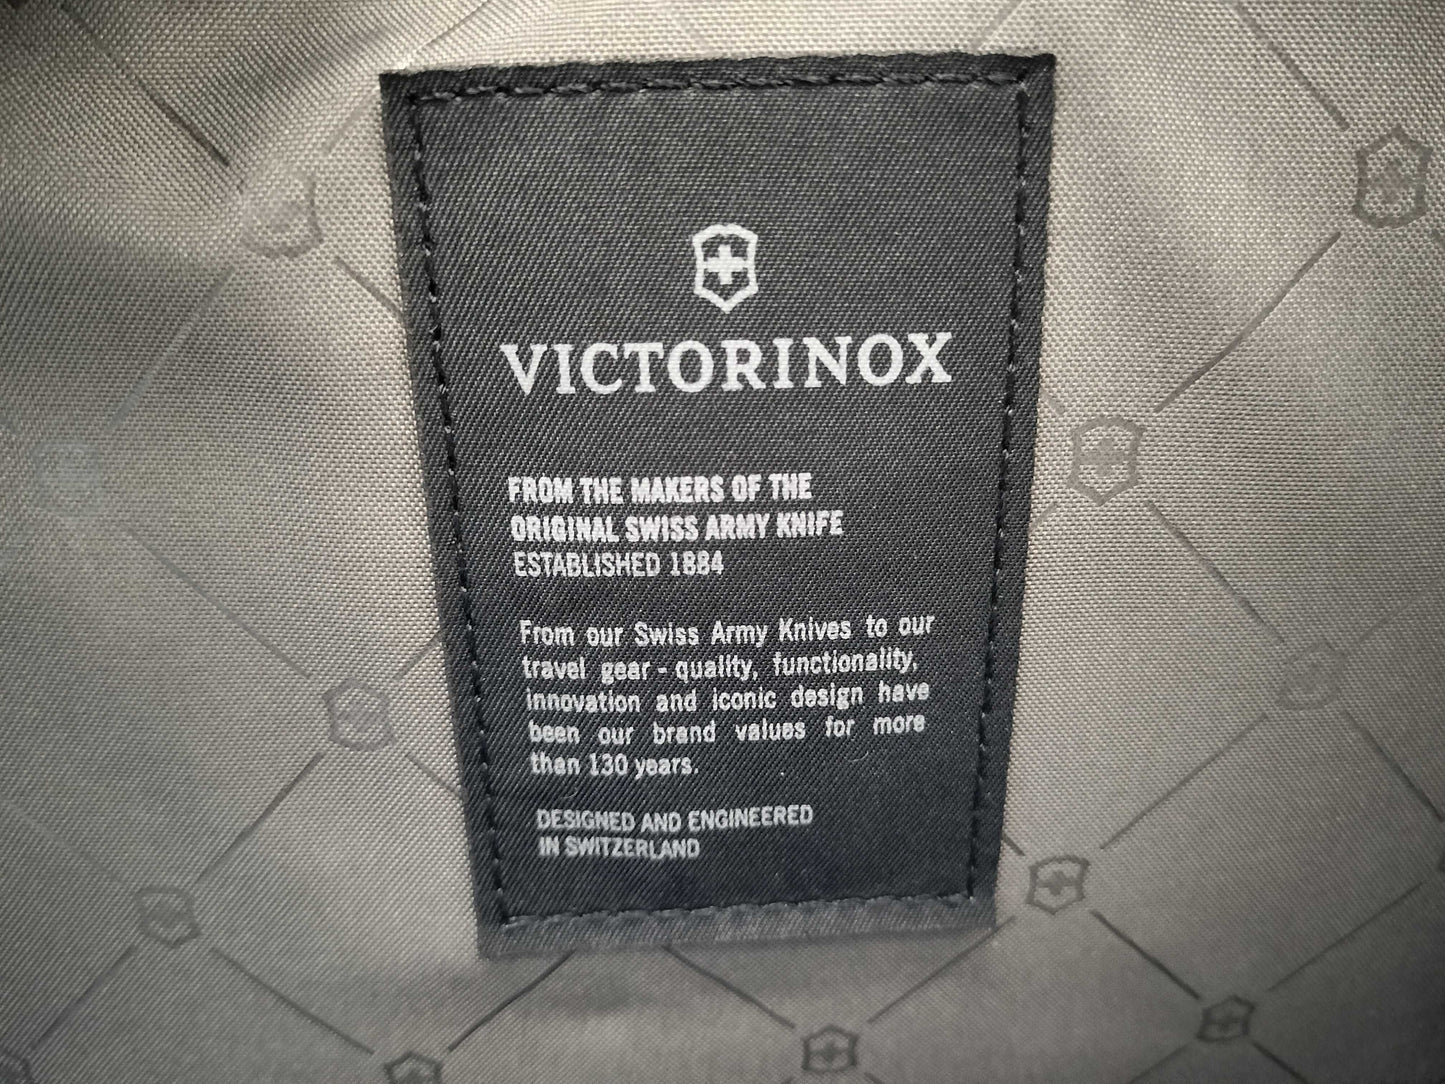 VICTORINOX
FROM THE MAKERS OF THE
ORIGINAL SWISS ARMY KNIFE
ESTABLISHED 1884
From our Swiss Army Knives to our
travel gear - quality, functionality,
innovation and iconic design have
been our brand values for more
than 130 years.
DESIGNED AND ENGINEERED
IN SWITZERLAND